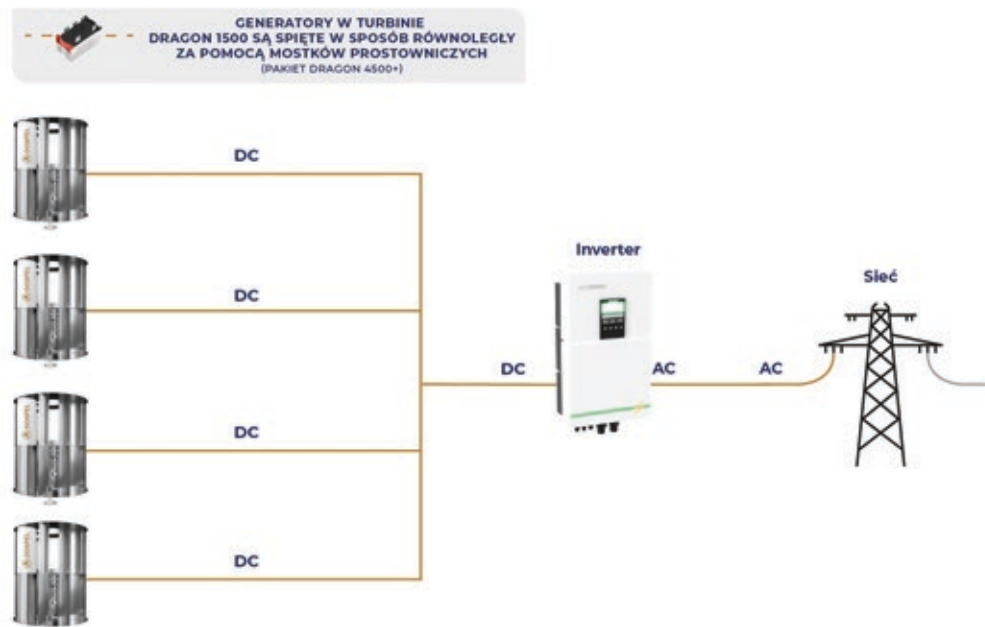 GENERATORY W TURBINIE
DRAGON 1500 SĄ SPIĘTE W SPOSÓB RÓWNOLEGŁY
ZA POMOCĄ MOSTKÓW PROSTOWNICZYCH
(PAKIET DRAGON 4500+)
DC
DC
Inverter
Sieć
DC
AC
AC
DC
DC